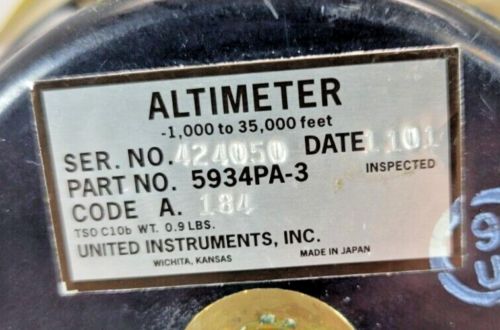 ALTIMETER
-1,000 to 35,000 feet
SER. NO. 424050 DATE 1101
PART NO. 5934PA-3 INSPECTED
CODE A. 184
TSO C10b WT. 0.9 LBS.
UNITED INSTRUMENTS, INC.
WICHITA, KANSAS MADE IN JAPAN